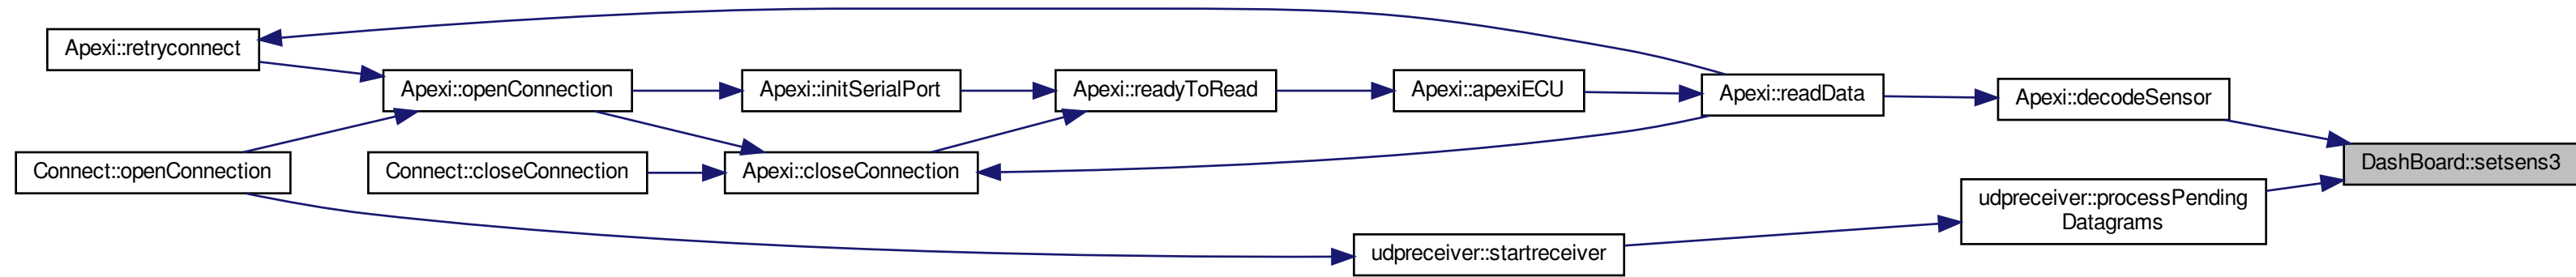 Apexi::retryconnect
Apexi::openConnection
Apexi::initSerialPort
Apexi::readyToRead
Apexi::apexiECU
Apexi::readData
Apexi::decodeSensor
Connect::openConnection
Connect::closeConnection
Apexi::closeConnection
DashBoard::setsens3
udpreceiver::processPending
Datagrams
udpreceiver::startreceiver